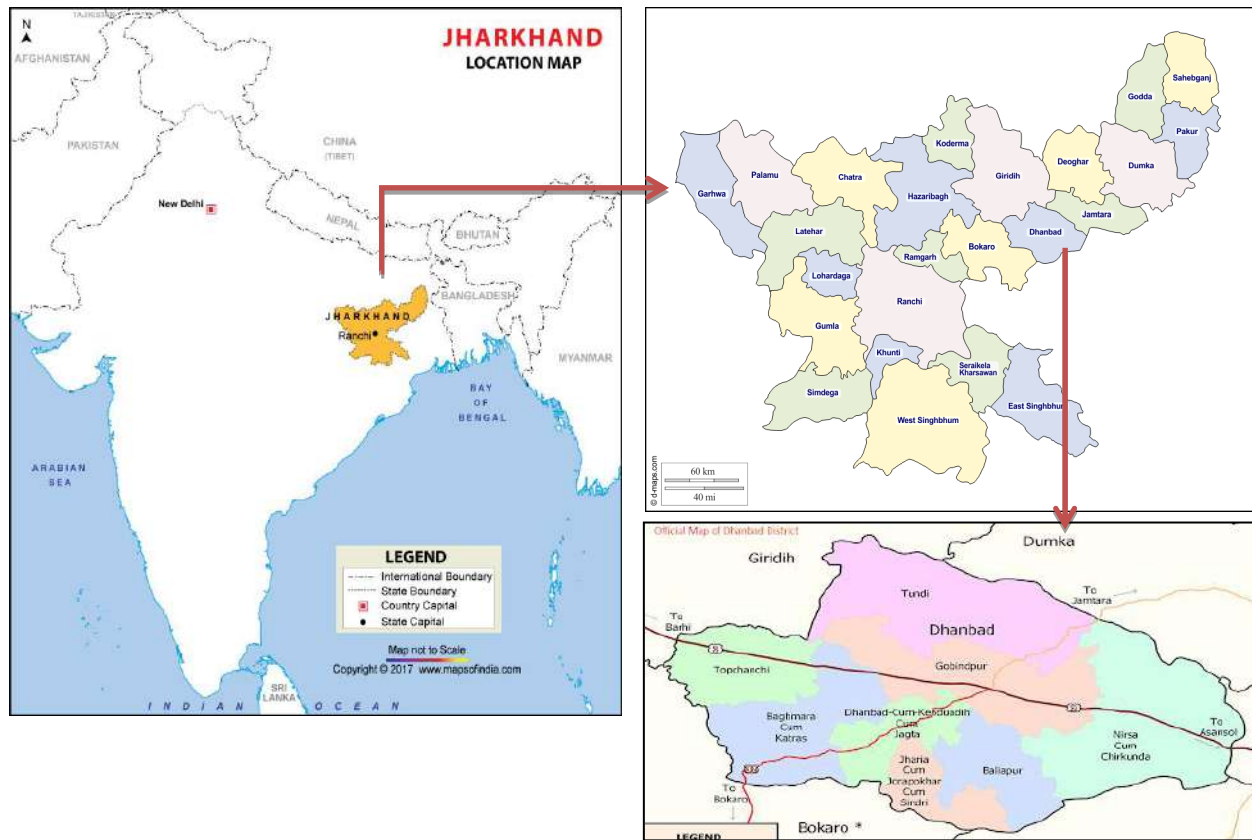 N
JHARKHAND
LOCATION MAP
TAJIKISTAN
AFGHANISTAN
PAKISTAN
CHINA
(TIBET)
New Delhi
NEPAL
BHUTAN
BANGLADESH
JHARKHAND
Ranchi
MYANMAR
BAY
OF
BENGAL
ARABIAN
SEA
LEGEND
International Boundary
State Boundary
Country Capital
State Capital
Map not to Scale
Copyright © 2017 www.mapsofindia.com
SRI
LANKA
INDIAN OCEAN
Sahebganj
Godda
Pakur
Koderma
Deoghar
Dumka
Palamu
Chatra
Giridih
Garhwa
Hazaribagh
Jamtara
Latehar
Dhanbad
Bokaro
Ramgarh
Lohardaga
Ranchi
Gumla
Khunti
Seraikela
Kharsawan
Simdega
East Singhbhum
West Singhbhum
60 km
40 mi
© d-maps.com
Official Map of Dhanbad District
Dumka
Giridih
Tundi
To
Jamtara
To
Barhi
Dhanbad
Gobindpur
Topchanchi
Baghmara
Cum
Katras
Dhanbad-Cum-Kenduadih
Cum
Jagta
To
Asansol
Nirsa
Cum
Chirkunda
Jharia
Cum
Jorapokhar
Cum
Sindri
Baliapur
To
Bokaro
Bokaro *
LEGEND